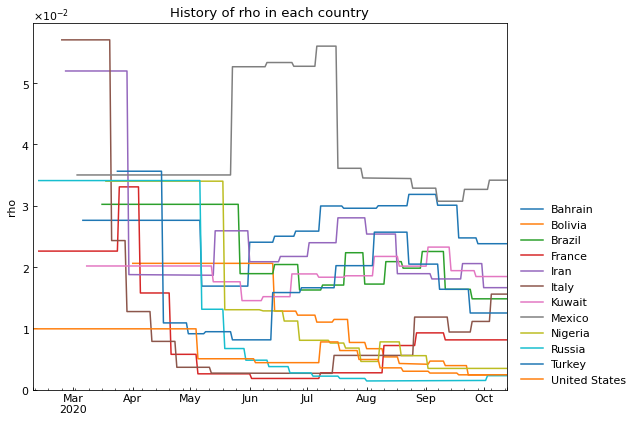 History of rho in each country
×10⁻²
5
4
3
2
1
0
rho
Mar
2020
Apr
May
Jun
Jul
Aug
Sep
Oct
Bahrain
Bolivia
Brazil
France
Iran
Italy
Kuwait
Mexico
Nigeria
Russia
Turkey
United States